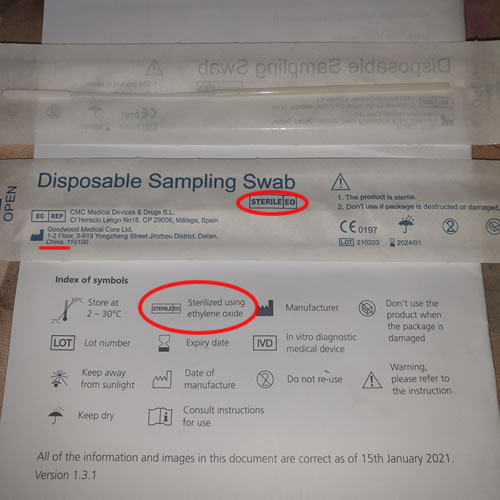 Disposable Sampling Swab
0197
OPEN
Disposable Sampling Swab
STERILE EO
EC REP
CMC Medical Devices & Drugs S.L.
C/ Horacio Lengo No18, CP 29006, Málaga, Spain
Goodwood Medical Care Ltd.
1-2 Floor, 3-919 Yongzheng Street Jinzhou District, Dalian,
China. 116100
1. The product is sterile.
2. Don't use if package is destructed or damaged.
CE 0197
LOT 210203
2024/01
Index of symbols
Store at
2 – 30°C
STERILE EO
Sterilized using
ethylene oxide
Manufacturer
Don't use
the package
when the package is
damaged
LOT
Lot number
Expiry date
IVD
In vitro diagnostic
medical device
Keep away
from sunlight
Date of
manufacture
Do not re-use
Warning,
please refer to
the instruction
Keep dry
Consult instructions
for use
All of the information and images in this document are correct as of 15th January 2021.
Version 1.3.1